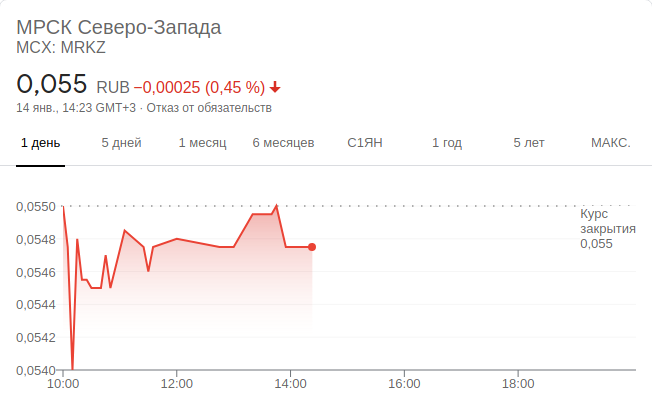 МРСК Северо-Запада
MCX: MRKZ
0,055 RUB −0,00025 (0,45 %)
14 янв., 14:23 GMT+3 · Отказ от обязательств
1 день 5 дней 1 месяц 6 месяцев С1ЯН 1 год 5 лет МАКС.
0,0550
Курс
закрытия
0,055
0,0548
0,0546
0,0544
0,0542
0,0540
10:00 12:00 14:00 16:00 18:00